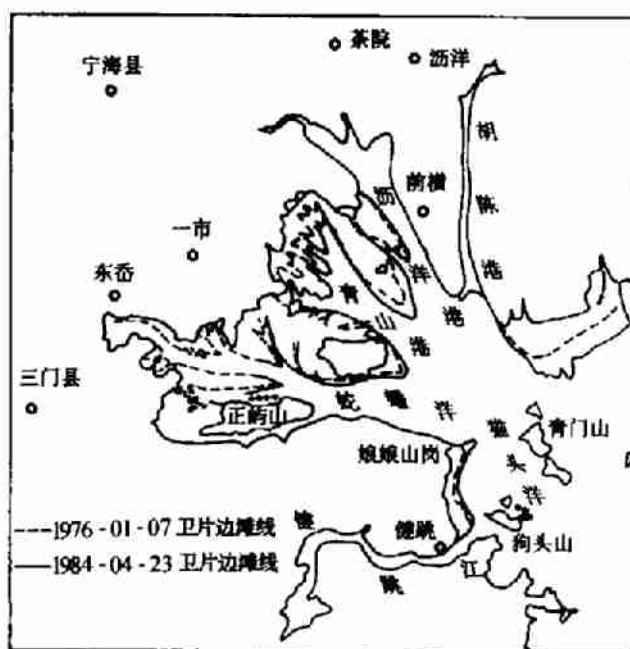 茶院
宁海县
沥洋
胡陈港
前横
沥洋港
一市
东岙
青山港
三门县
正屿山
蛇蟠洋
猫头洋
青门山
娘娘山岗
---1976-01-07 卫片边滩线
健跳
狗头山
—1984-04-23 卫片边滩线
健跳江